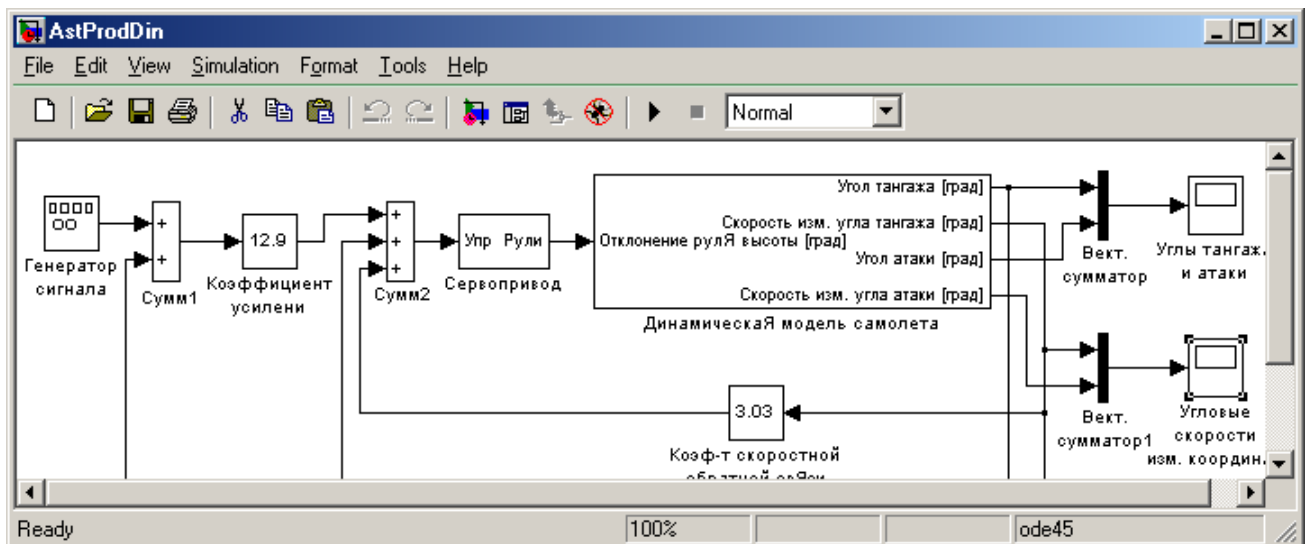 AstProdDin
File Edit View Simulation Format Tools Help
Normal
Генератор
сигнала
+
+
Сумм1
12.9
Коэффициент
усилени
+
+
+
Сумм2
Упр Рули
Сервопривод
Угол тангажа [град]
Скорость изм. угла тангажа [град]
Отклонение рулЯ высоты [град]
Угол атаки [град]
Скорость изм. угла атаки [град]
ДинамическаЯ модель самолета
Вект.
сумматор
Углы тангаж.
и атаки
3.03
Коэф-т скоростной
обратной свЯзи
Вект.
сумматор1
Угловые
скорости
изм. координ.
Ready 100% ode45